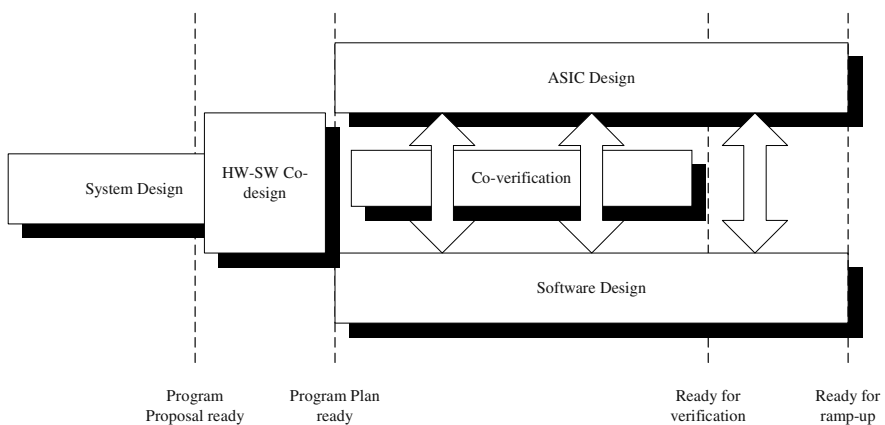 ASIC Design
System Design
HW-SW Co-
design
Co-verification
Software Design
Program
Proposal ready
Program Plan
ready
Ready for
verification
Ready for
ramp-up